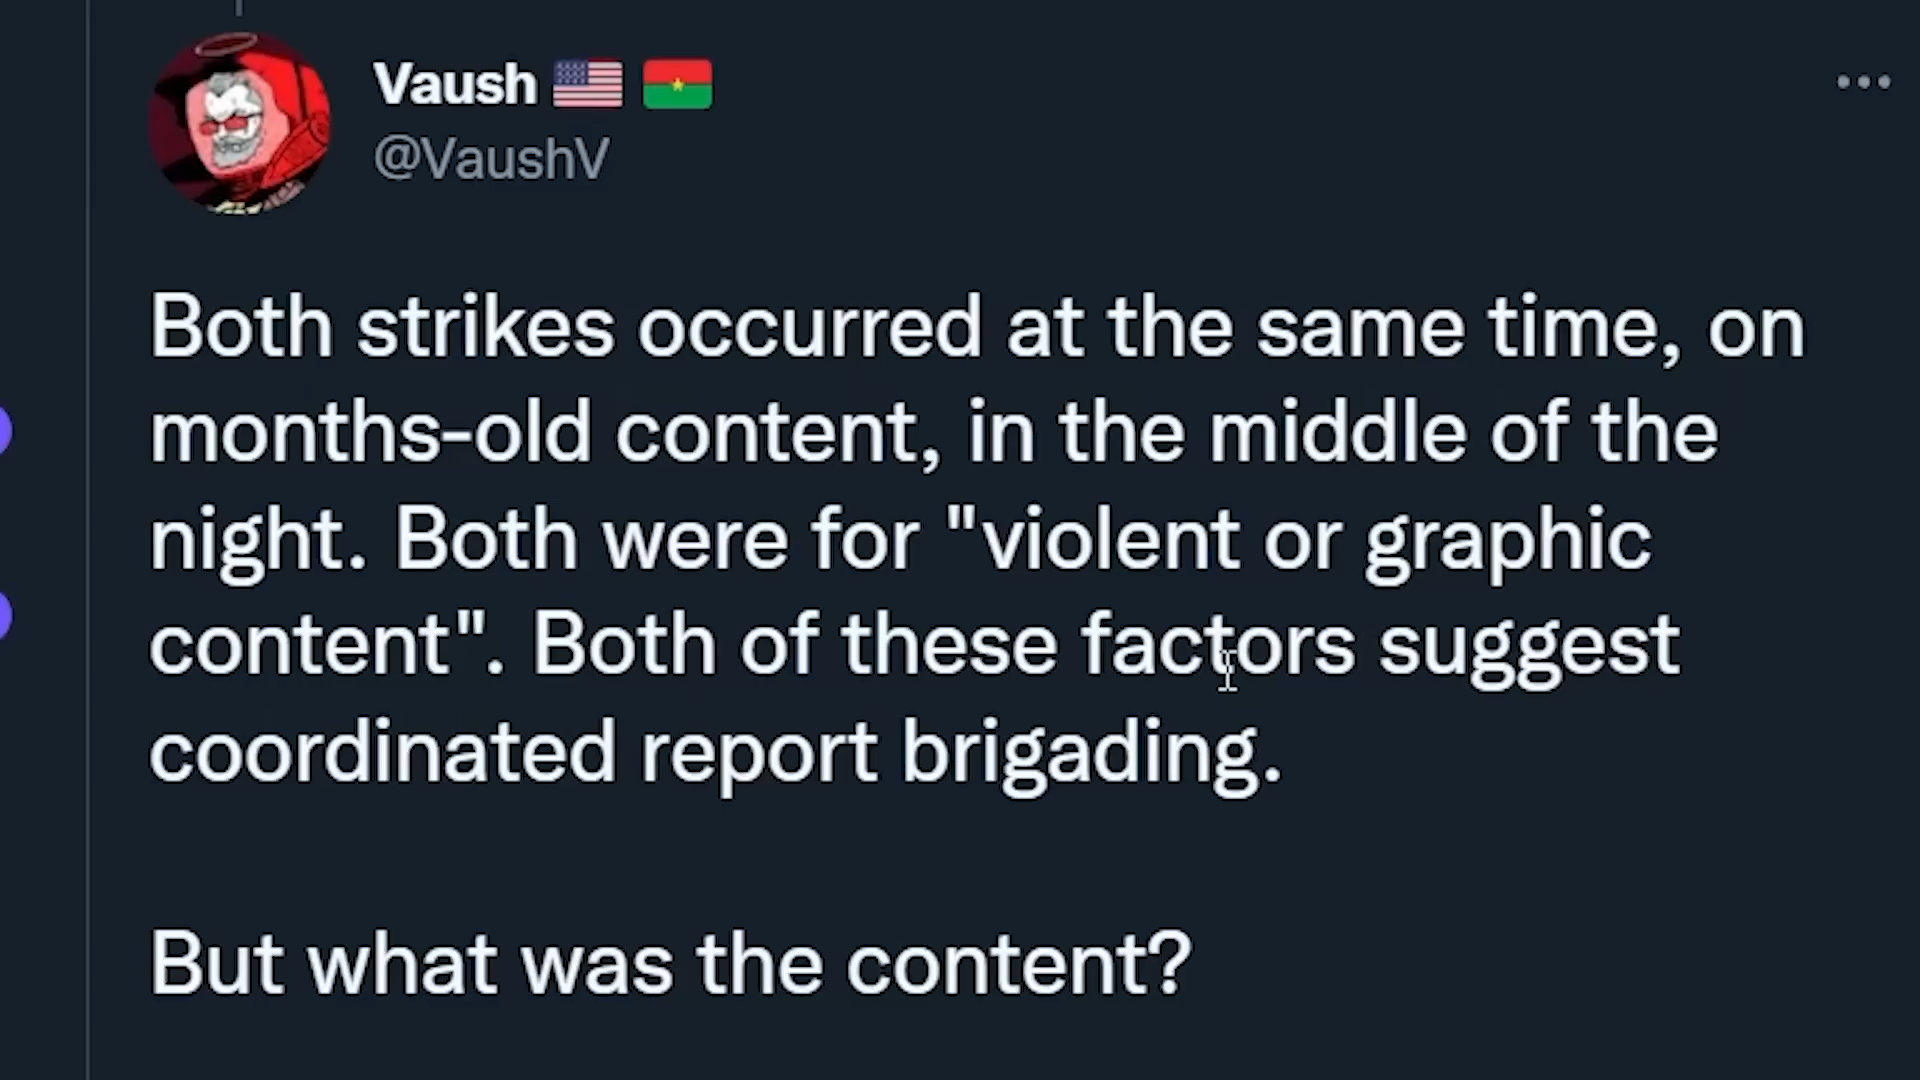 Vaush 🇺🇸 🇧🇫
@VaushV
Both strikes occurred at the same time, on
months-old content, in the middle of the
night. Both were for "violent or graphic
content". Both of these factors suggest
coordinated report brigading.
But what was the content?